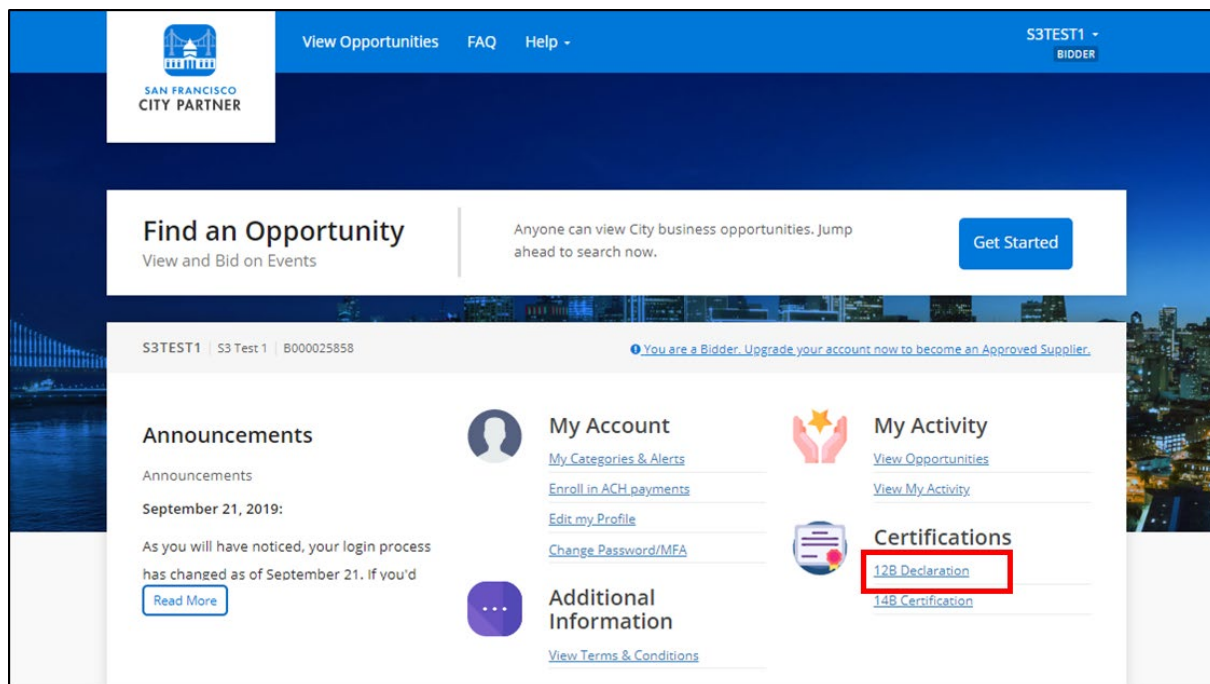 View Opportunities FAQ Help
S3TEST1
BIDDER
SAN FRANCISCO
CITY PARTNER
Find an Opportunity
View and Bid on Events
Anyone can view City business opportunities. Jump
ahead to search now.
Get Started
S3TEST1 | S3 Test 1 | B000025858
You are a Bidder. Upgrade your account now to become an Approved Supplier.
Announcements
Announcements
September 21, 2019:
As you will have noticed, your login process
has changed as of September 21. If you'd
Read More
My Account
My Categories & Alerts
Enroll in ACH payments
Edit my Profile
Change Password/MFA
Additional
Information
View Terms & Conditions
My Activity
View Opportunities
View My Activity
Certifications
12B Declaration
14B Certification